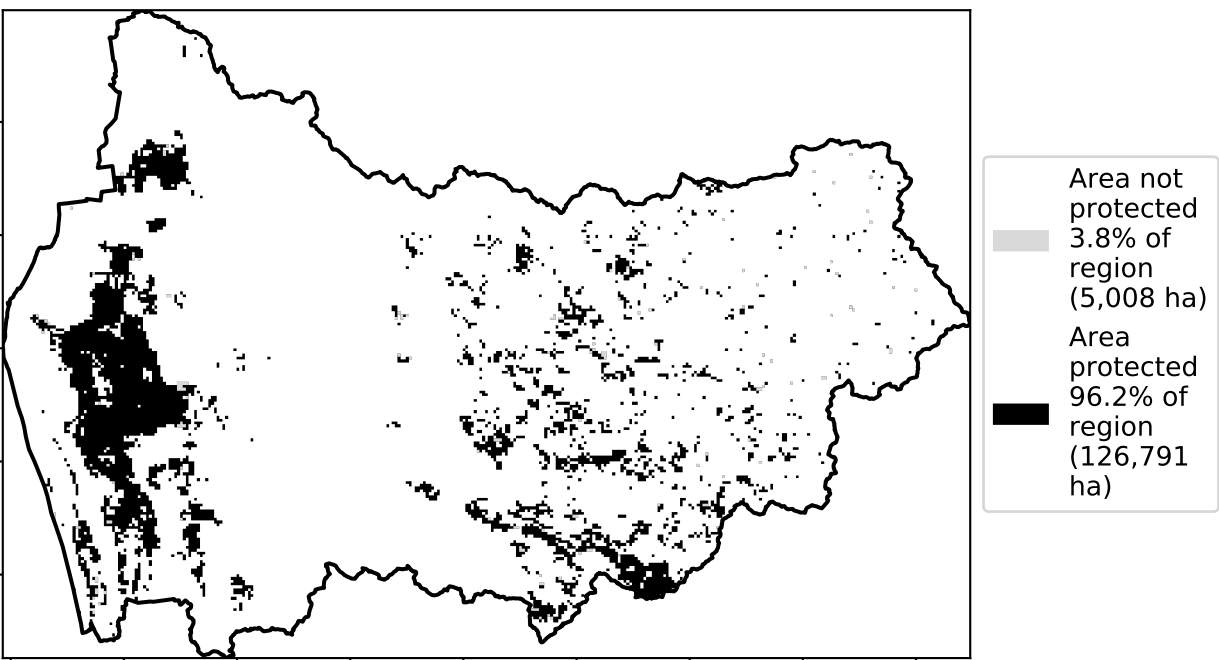 Area not
protected
3.8% of
region
(5,008 ha)
Area
protected
96.2% of
region
(126,791
ha)